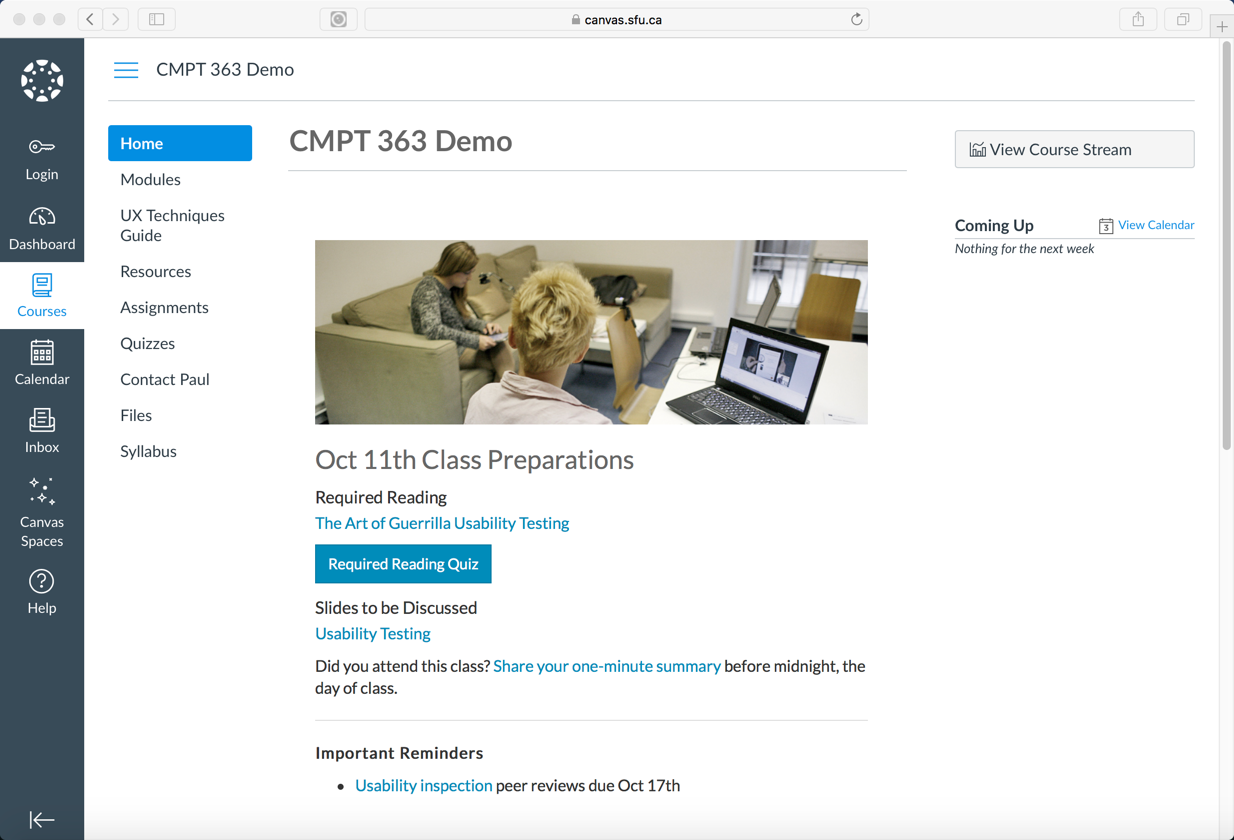 canvas.sfu.ca
CMPT 363 Demo
Login
Dashboard
Courses
Calendar
Inbox
Canvas
Spaces
Help
Home
Modules
UX Techniques
Guide
Resources
Assignments
Quizzes
Contact Paul
Files
Syllabus
CMPT 363 Demo
Oct 11th Class Preparations
Required Reading
The Art of Guerrilla Usability Testing
Required Reading Quiz
Slides to be Discussed
Usability Testing
Did you attend this class? Share your one-minute summary before midnight, the
day of class.
Important Reminders
• Usability inspection peer reviews due Oct 17th
View Course Stream
Coming Up
3 View Calendar
Nothing for the next week